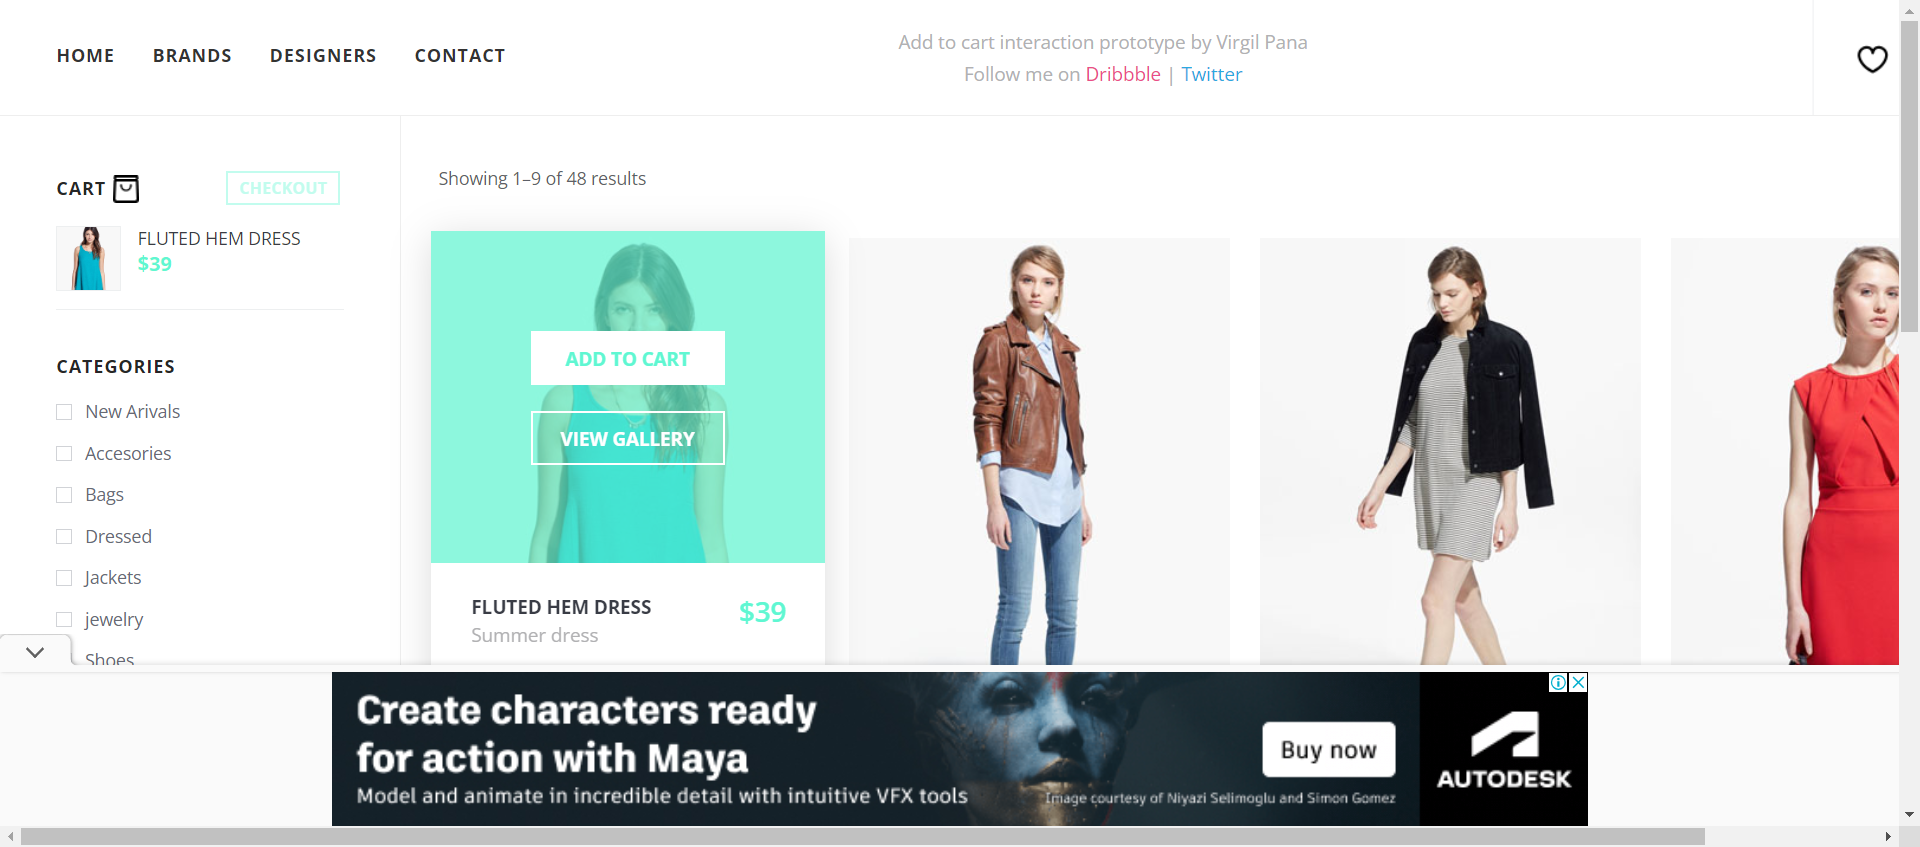 HOME BRANDS DESIGNERS CONTACT
Add to cart interaction prototype by Virgil Pana
Follow me on Dribbble | Twitter
CART
CHECKOUT
FLUTED HEM DRESS
$39
CATEGORIES
New Arivals
Accesories
Bags
Dressed
Jackets
jewelry
Shoes
Showing 1–9 of 48 results
ADD TO CART
VIEW GALLERY
FLUTED HEM DRESS
$39
Summer dress
Create characters ready
for action with Maya
Model and animate in incredible detail with intuitive VFX tools
Buy now
Image courtesy of Niyazi Selimoglu and Simon Gomez
AUTODESK